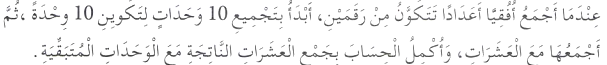 عِنْدَمَا أَجْمَعُ أُفُقِيًّا أَعْدَادًا تَتَكَوَّنُ مِنْ رَقَمَيْنِ، أَبْدَأُ بِتَجْمِيعِ 10 وَحَدَاتٍ لِتَكْوِينِ 10 وِحْدَةً ، ثُمَّ
أَجْمَعُهَا مَعَ الْعَشَرَاتِ، وَأُكْمِلُ الْحِسَابَ بِجَمْعِ الْعَشَرَاتِ النَّاتِجَةِ مَعَ الْوَحَدَاتِ الْمُتَبَقِّيَةِ.